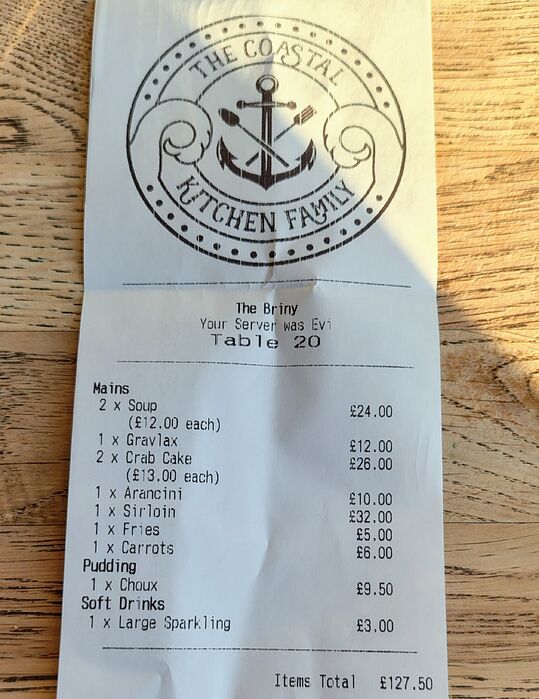 THE COASTAL
KITCHEN FAMILY
The Briny
Your Server was Evi
Table 20
Mains
2 x Soup £24.00
(£12.00 each)
1 x Gravlax £12.00
2 x Crab Cake £26.00
(£13.00 each)
1 x Arancini £10.00
1 x Sirloin £32.00
1 x Fries £5.00
1 x Carrots £6.00
Pudding
1 x Choux £9.50
Soft Drinks
1 x Large Sparkling £3.00
Items Total £127.50